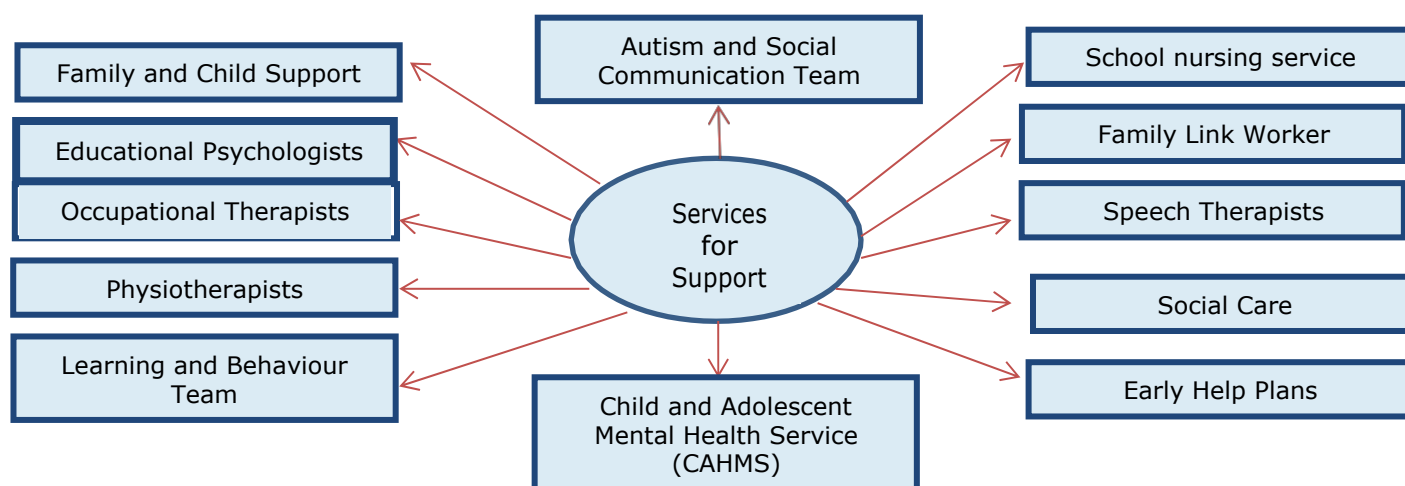 Family and Child Support
Educational Psychologists
Occupational Therapists
Physiotherapists
Learning and Behaviour
Team
Autism and Social
Communication Team
Services
for
Support
Child and Adolescent
Mental Health Service
(CAHMS)
School nursing service
Family Link Worker
Speech Therapists
Social Care
Early Help Plans